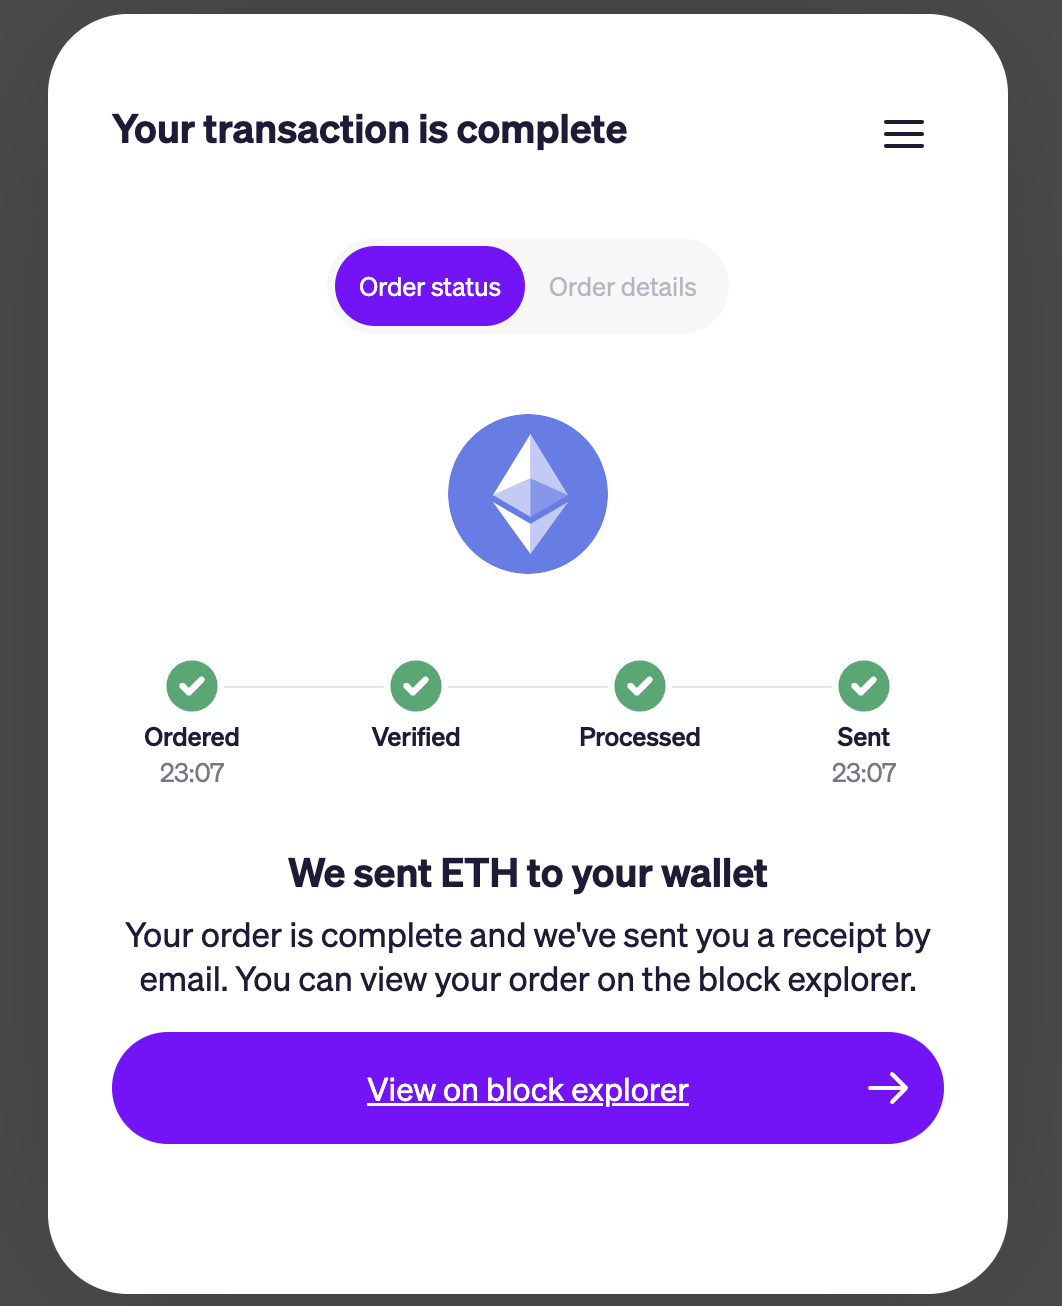 Your transaction is complete
Order status
Order details
Ordered
23:07
Verified
Processed
Sent
23:07
We sent ETH to your wallet
Your order is complete and we've sent you a receipt by
email. You can view your order on the block explorer.
View on block explorer